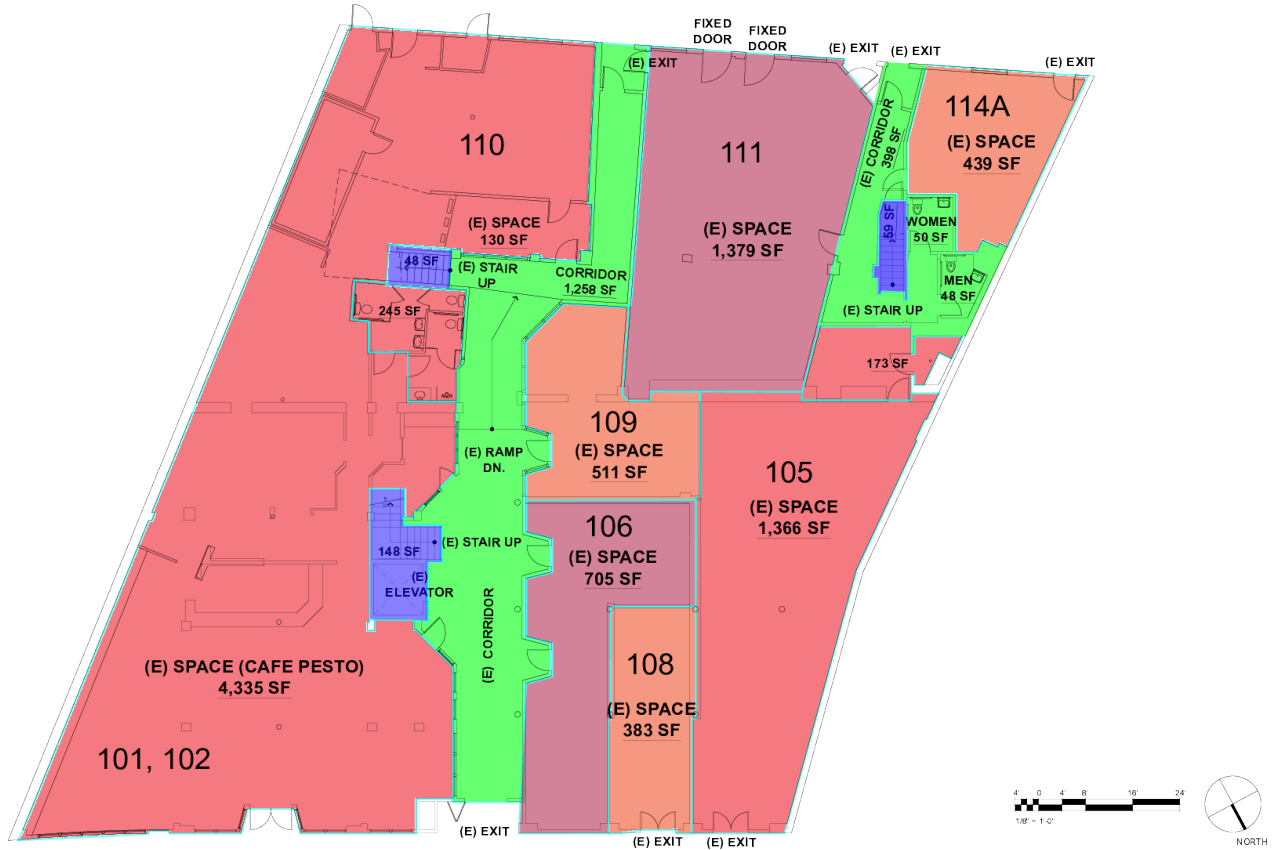 FIXED
DOOR
FIXED
DOOR
(E) EXIT
(E) EXIT
(E) EXIT
(E) EXIT
110
111
114A
(E) SPACE
439 SF
(E) CORRIDOR
398 SF
(E) SPACE
130 SF
(E) SPACE
1,379 SF
59 SF
WOMEN
50 SF
48 SF
(E) STAIR
UP
CORRIDOR
1,258 SF
MEN
48 SF
245 SF
(E) STAIR UP
173 SF
109
(E) SPACE
511 SF
(E) RAMP
DN.
105
(E) SPACE
1,366 SF
106
(E) SPACE
705 SF
148 SF
(E) STAIR UP
(E)
ELEVATOR
(E) CORRIDOR
(E) SPACE (CAFE PESTO)
4,335 SF
108
(E) SPACE
383 SF
101, 102
(E) EXIT
(E) EXIT
(E) EXIT
4' 0 4' 8' 16' 24'
1/8" = 1'-0"
NORTH